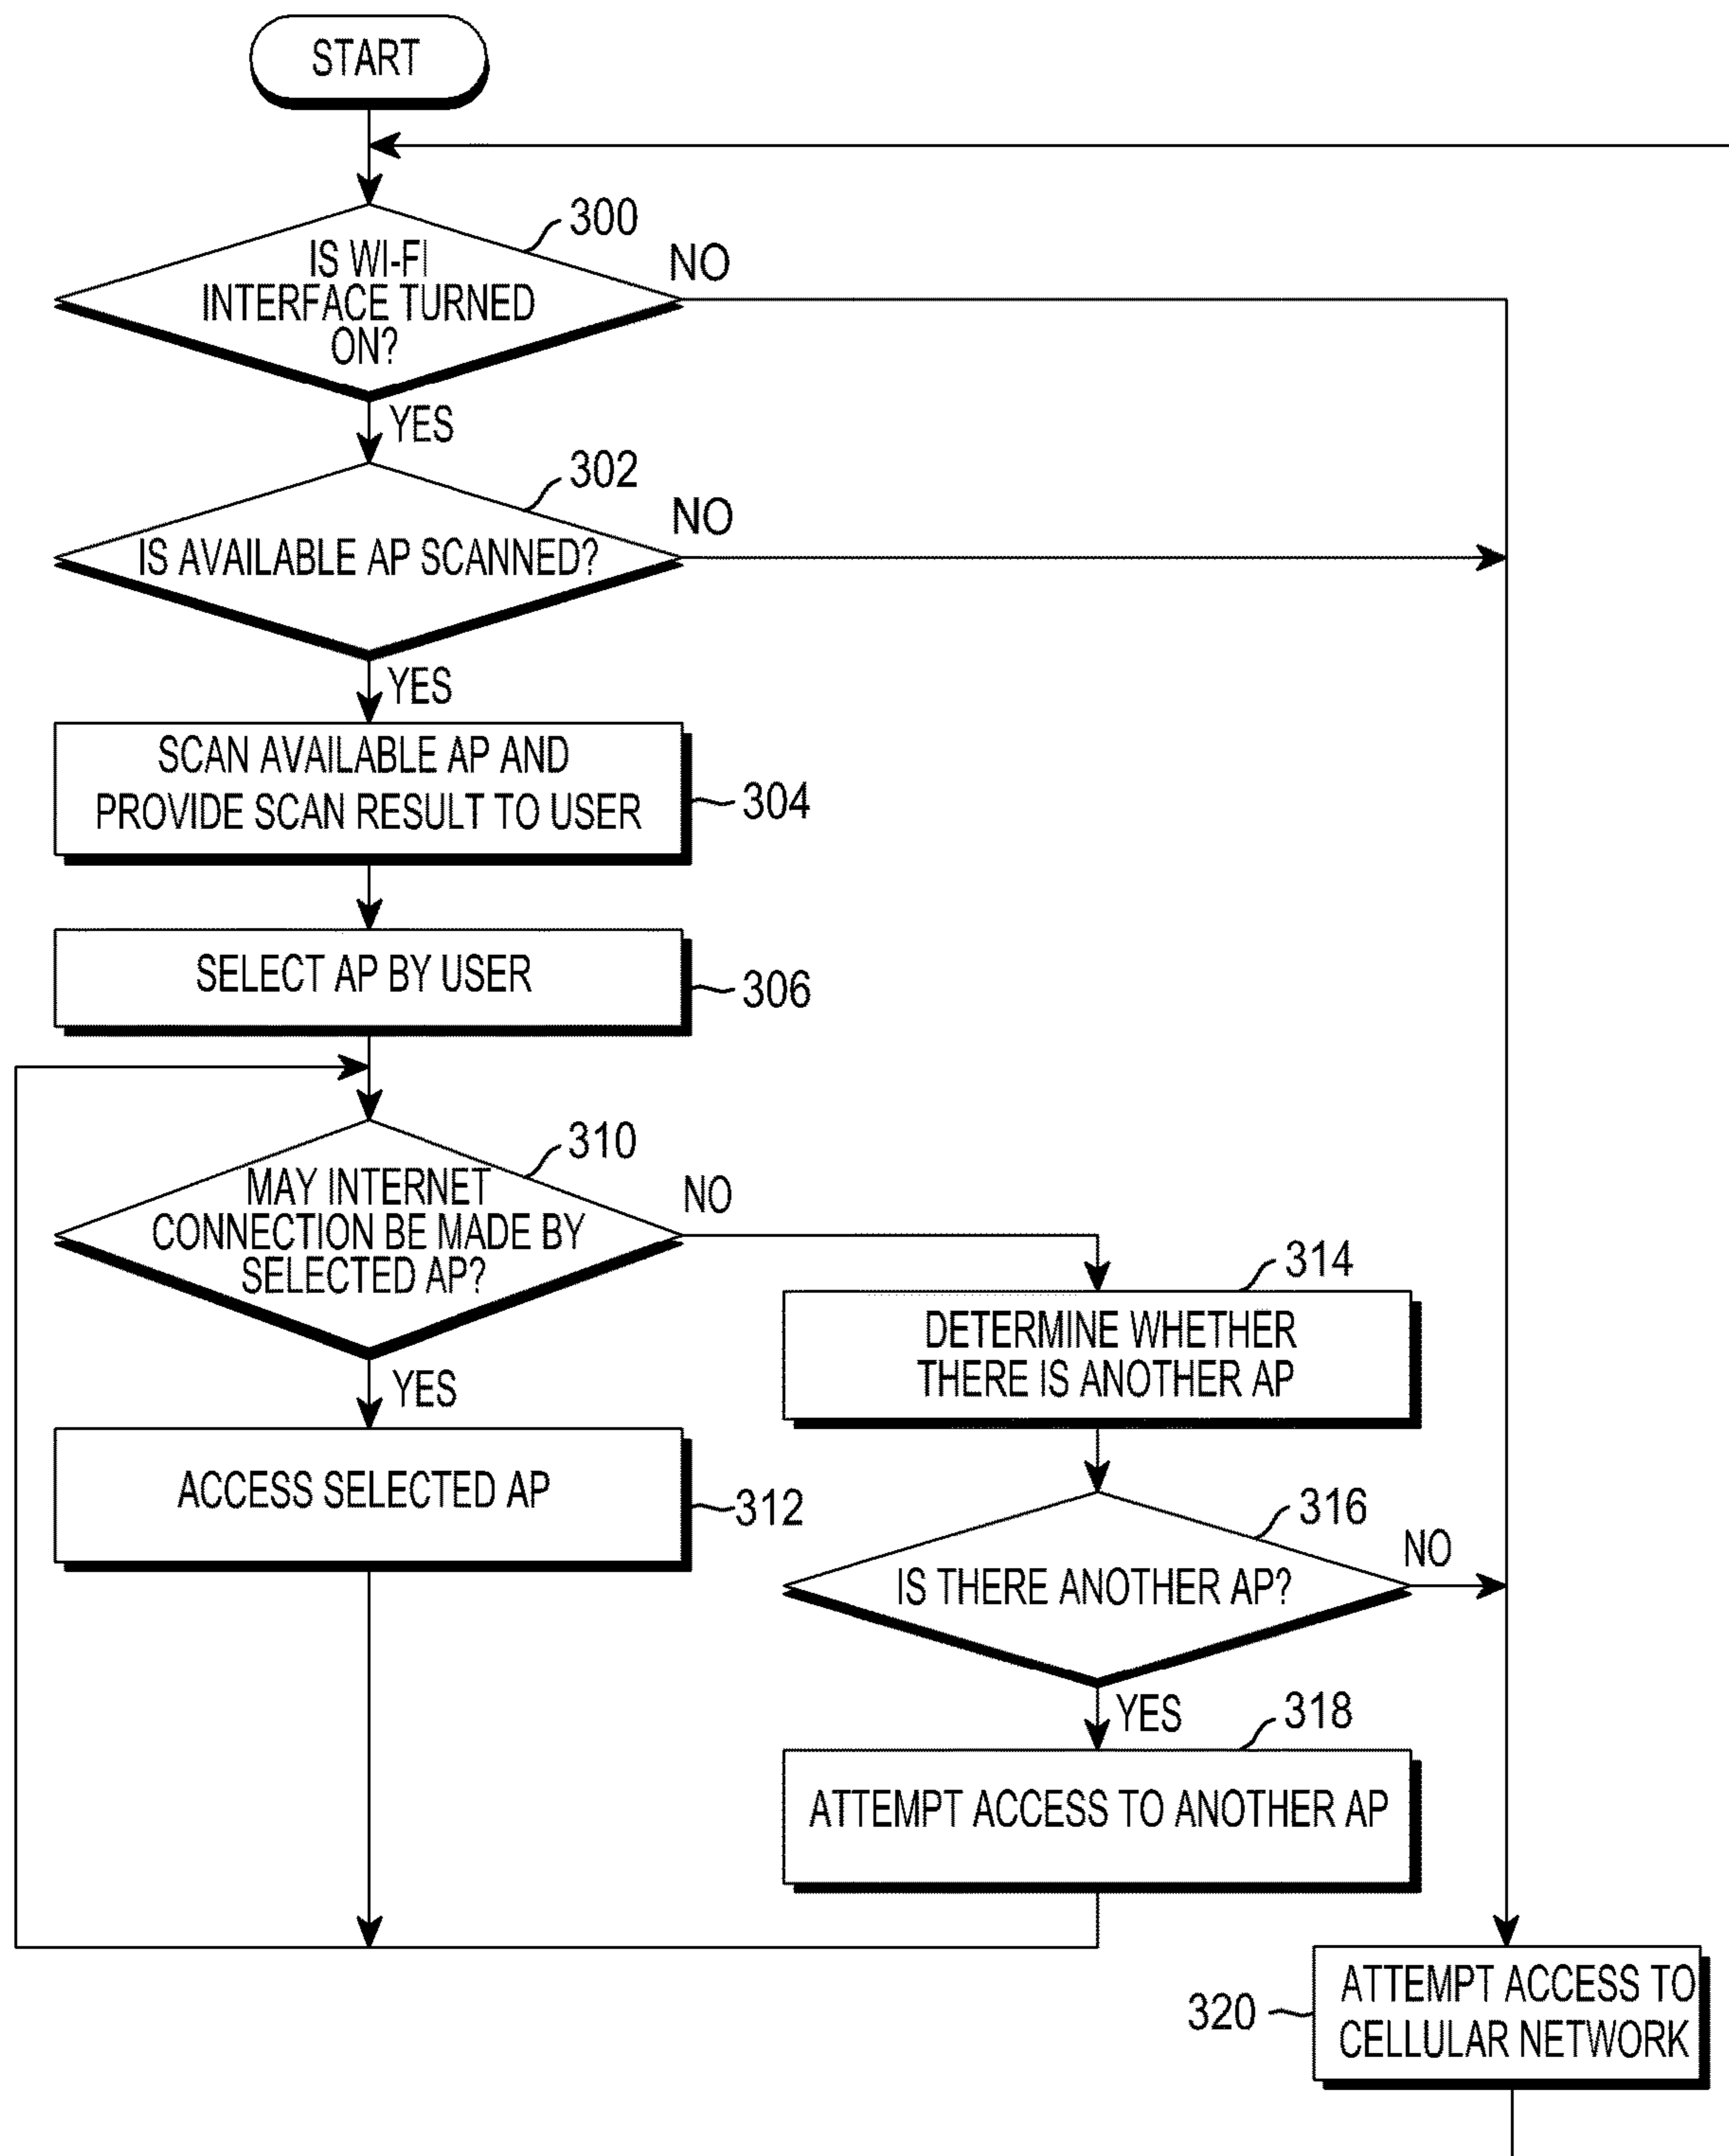 START
300
IS WI-FI
INTERFACE TURNED
ON?
NO
YES
302
IS AVAILABLE AP SCANNED?
NO
YES
SCAN AVAILABLE AP AND
PROVIDE SCAN RESULT TO USER
304
SELECT AP BY USER
306
310
MAY INTERNET
CONNECTION BE MADE BY
SELECTED AP?
NO
YES
314
DETERMINE WHETHER
THERE IS ANOTHER AP
ACCESS SELECTED AP
312
316
IS THERE ANOTHER AP?
NO
YES
318
ATTEMPT ACCESS TO ANOTHER AP
320
ATTEMPT ACCESS TO
CELLULAR NETWORK